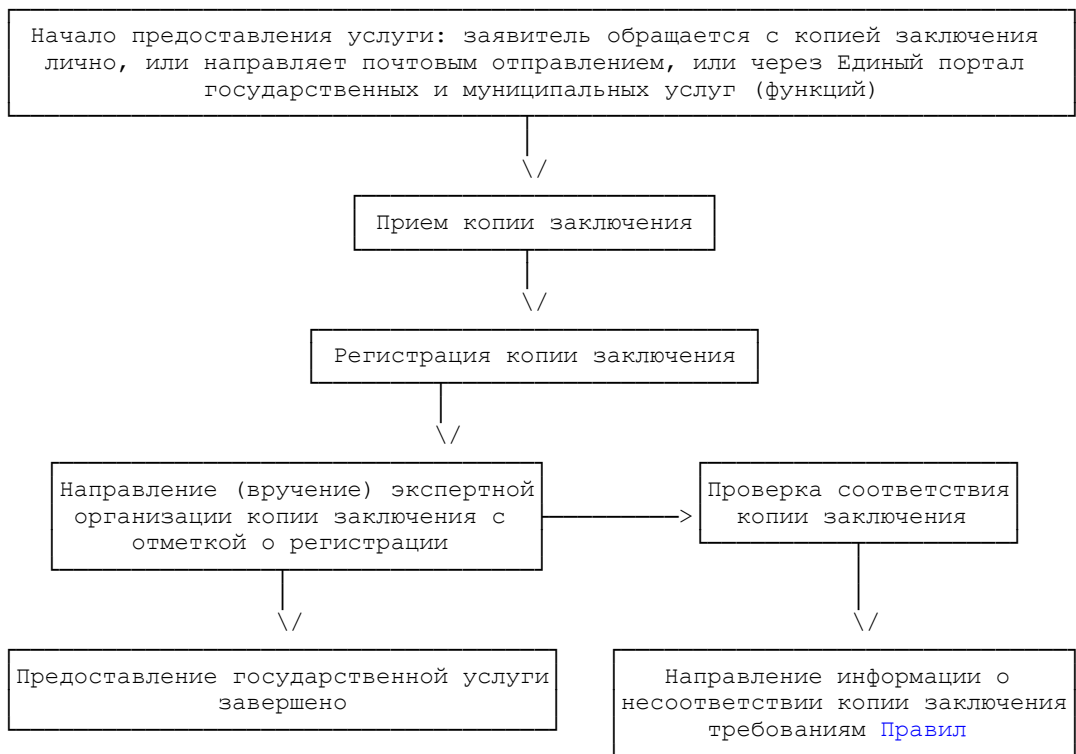 Начало предоставления услуги: заявитель обращается с копией заключения
лично, или направляет почтовым отправлением, или через Единый портал
государственных и муниципальных услуг (функций)
Прием копии заключения
Регистрация копии заключения
Направление (вручение) экспертной
организации копии заключения с
отметкой о регистрации
Проверка соответствия
копии заключения
Предоставление государственной услуги
завершено
Направление информации о
несоответствии копии заключения
требованиям Правил